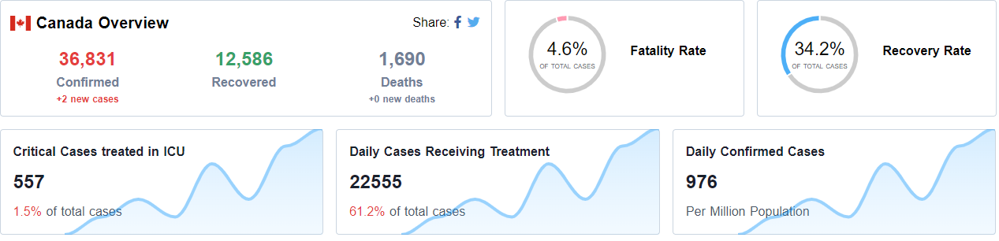 Canada Overview
Share:
36,831
12,586
1,690
Confirmed
Recovered
Deaths
+2 new cases
+0 new deaths
4.6%
OF TOTAL CASES
Fatality Rate
34.2%
OF TOTAL CASES
Recovery Rate
Critical Cases treated in ICU
557
1.5% of total cases
Daily Cases Receiving Treatment
22555
61.2% of total cases
Daily Confirmed Cases
976
Per Million Population